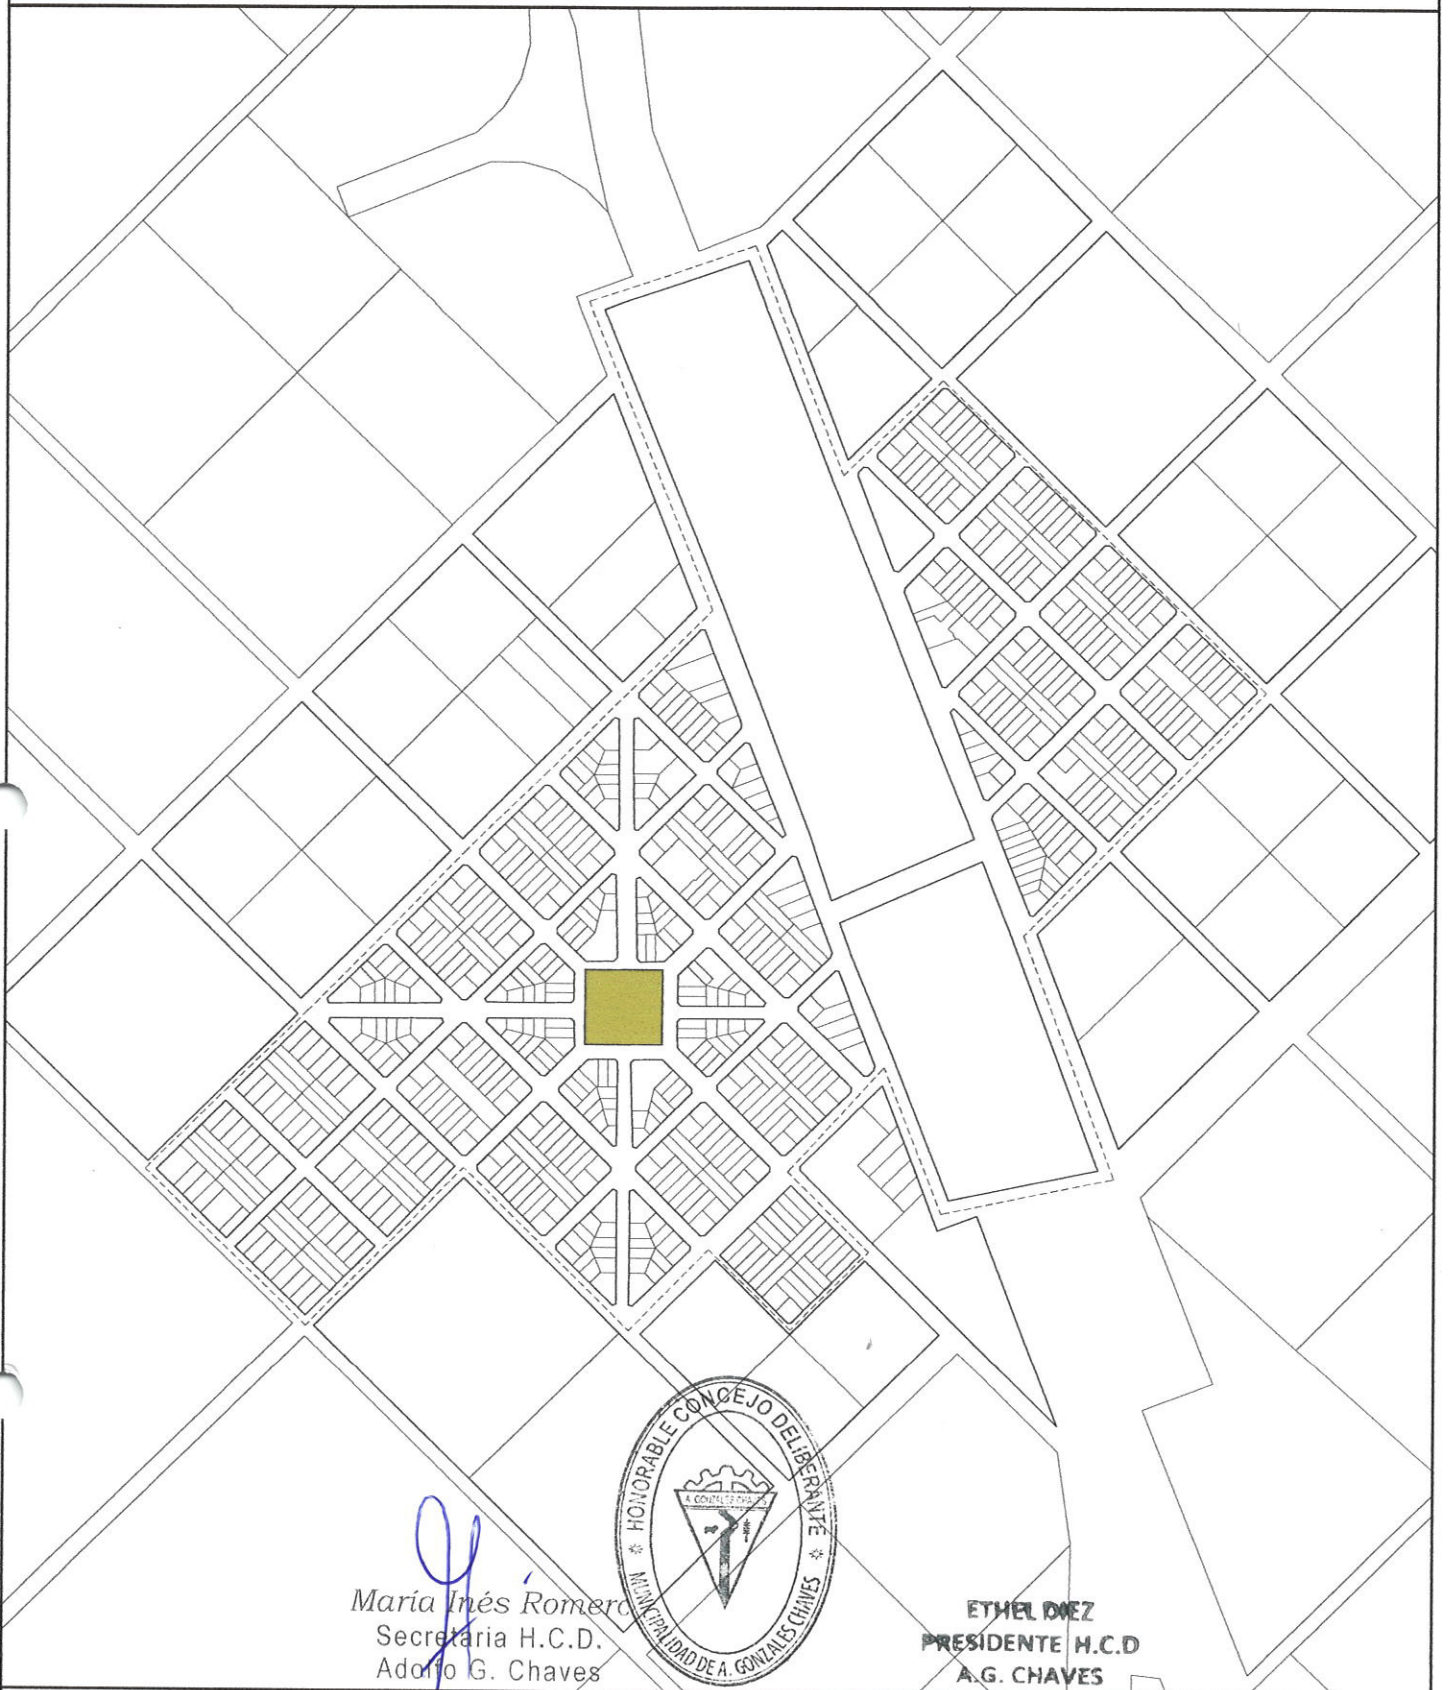 HONORABLE CONCEJO DELIBERANTE
A. GONZALES CHAVES
MUNICIPALIDAD DE A. GONZALES CHAVES
María Inés Romero
Secretaria H.C.D.
Adolfo G. Chaves
ETHEL DIEZ
PRESIDENTE H.C.D
A.G. CHAVES